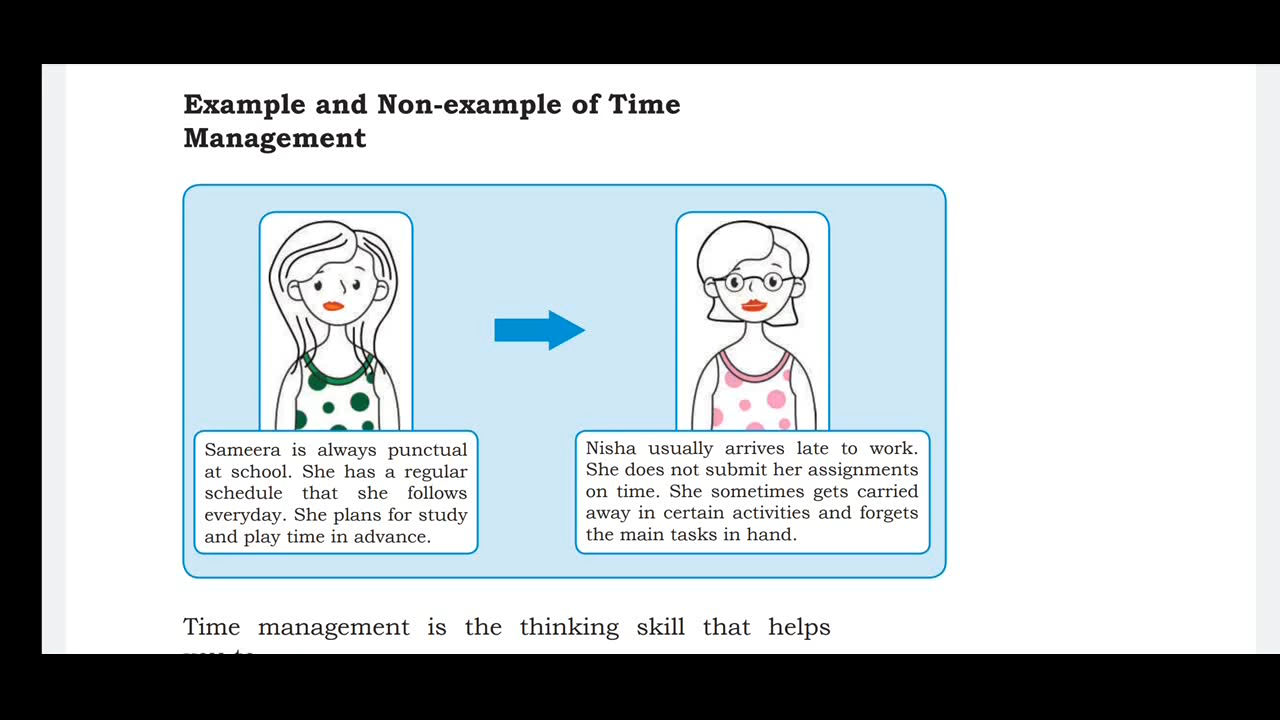 Example and Non-example of Time
Management
Sameera is always punctual
at school. She has a regular
schedule that she follows
everyday. She plans for study
and play time in advance.
Nisha usually arrives late to work.
She does not submit her assignments
on time. She sometimes gets carried
away in certain activities and forgets
the main tasks in hand.
Time management is the thinking skill that helps